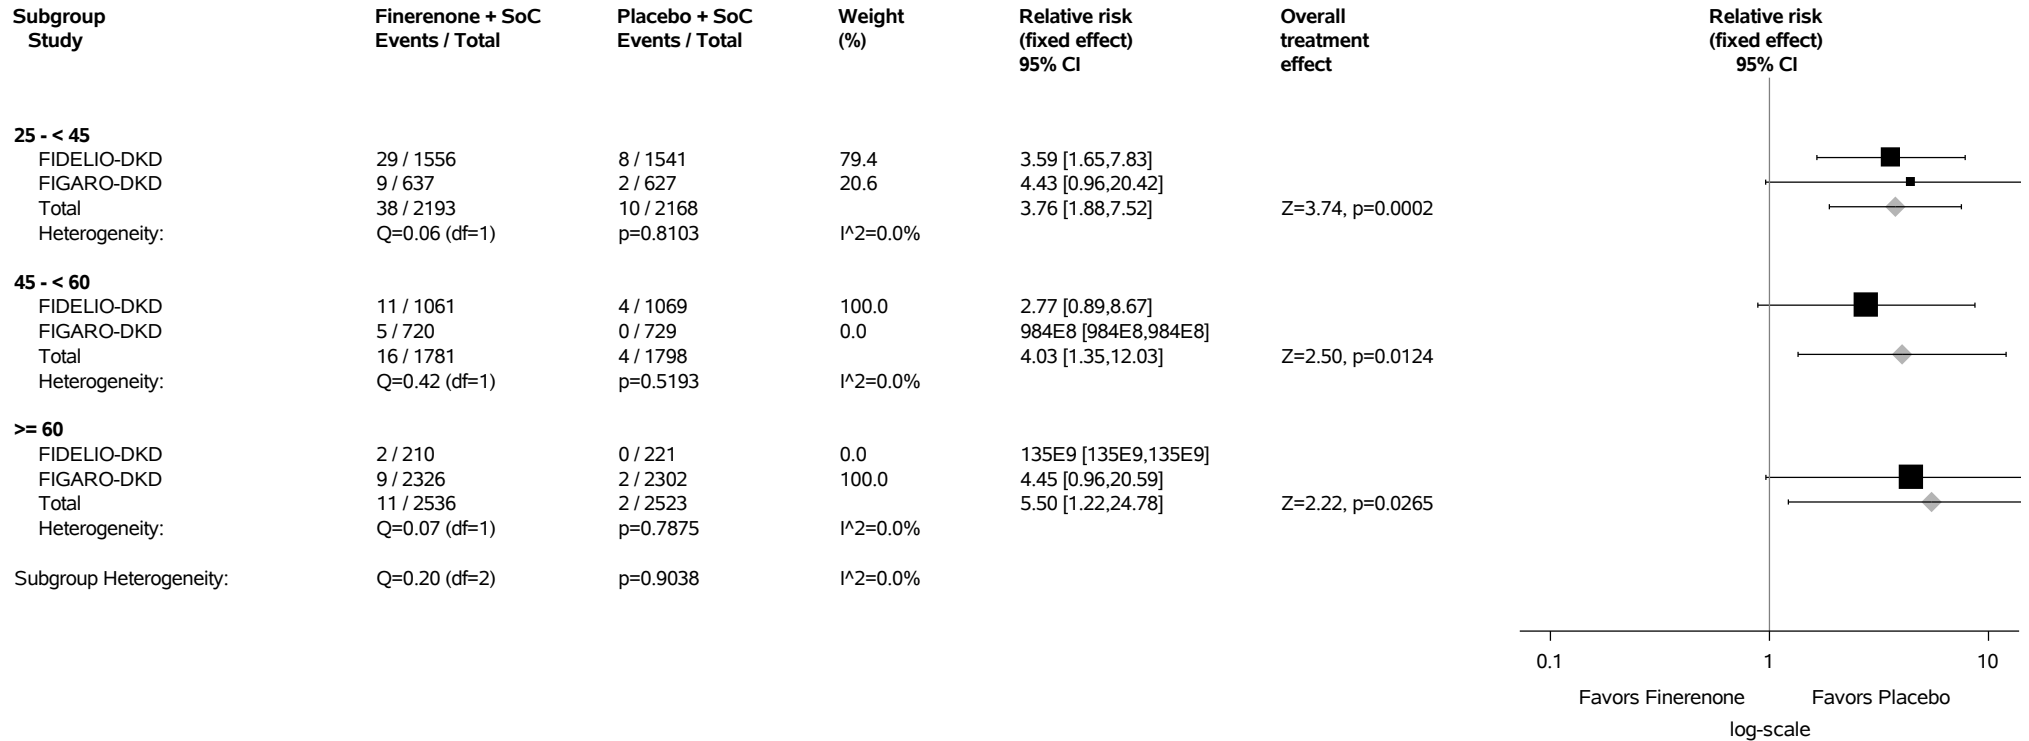 Subgroup Finerenone + SoC Placebo + SoC Weight Relative risk Overall Relative risk
Study Events / Total Events / Total (%) (fixed effect) treatment (fixed effect)
95% CI effect 95% CI
25 - < 45
FIDELIO-DKD 29 / 1556 8 / 1541 79.4 3.59 [1.65,7.83]
FIGARO-DKD 9 / 637 2 / 627 20.6 4.43 [0.96,20.42]
Total 38 / 2193 10 / 2168 3.76 [1.88,7.52] Z=3.74, p=0.0002
Heterogeneity: Q=0.06 (df=1) p=0.8103 I^2=0.0%
45 - < 60
FIDELIO-DKD 11 / 1061 4 / 1069 100.0 2.77 [0.89,8.67]
FIGARO-DKD 5 / 720 0 / 729 0.0 984E8 [984E8,984E8]
Total 16 / 1781 4 / 1798 4.03 [1.35,12.03] Z=2.50, p=0.0124
Heterogeneity: Q=0.42 (df=1) p=0.5193 I^2=0.0%
>= 60
FIDELIO-DKD 2 / 210 0 / 221 0.0 135E9 [135E9,135E9]
FIGARO-DKD 9 / 2326 2 / 2302 100.0 4.45 [0.96,20.59]
Total 11 / 2536 2 / 2523 5.50 [1.22,24.78] Z=2.22, p=0.0265
Heterogeneity: Q=0.07 (df=1) p=0.7875 I^2=0.0%
Subgroup Heterogeneity: Q=0.20 (df=2) p=0.9038 I^2=0.0%
0.1 1 10
Favors Finerenone Favors Placebo
log-scale